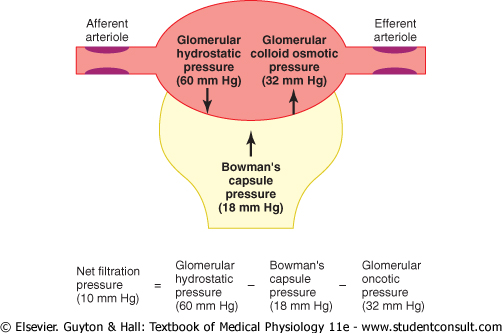 Afferent
arteriole
Efferent
arteriole
Glomerular
hydrostatic
pressure
(60 mm Hg)
Glomerular
colloid osmotic
pressure
(32 mm Hg)
Bowman's
capsule
pressure
(18 mm Hg)
Net filtration
pressure
(10 mm Hg)
=
Glomerular
hydrostatic
pressure
(60 mm Hg)
–
Bowman's
capsule
pressure
(18 mm Hg)
–
Glomerular
oncotic
pressure
(32 mm Hg)
© Elsevier. Guyton & Hall: Textbook of Medical Physiology 11e - www.studentconsult.com